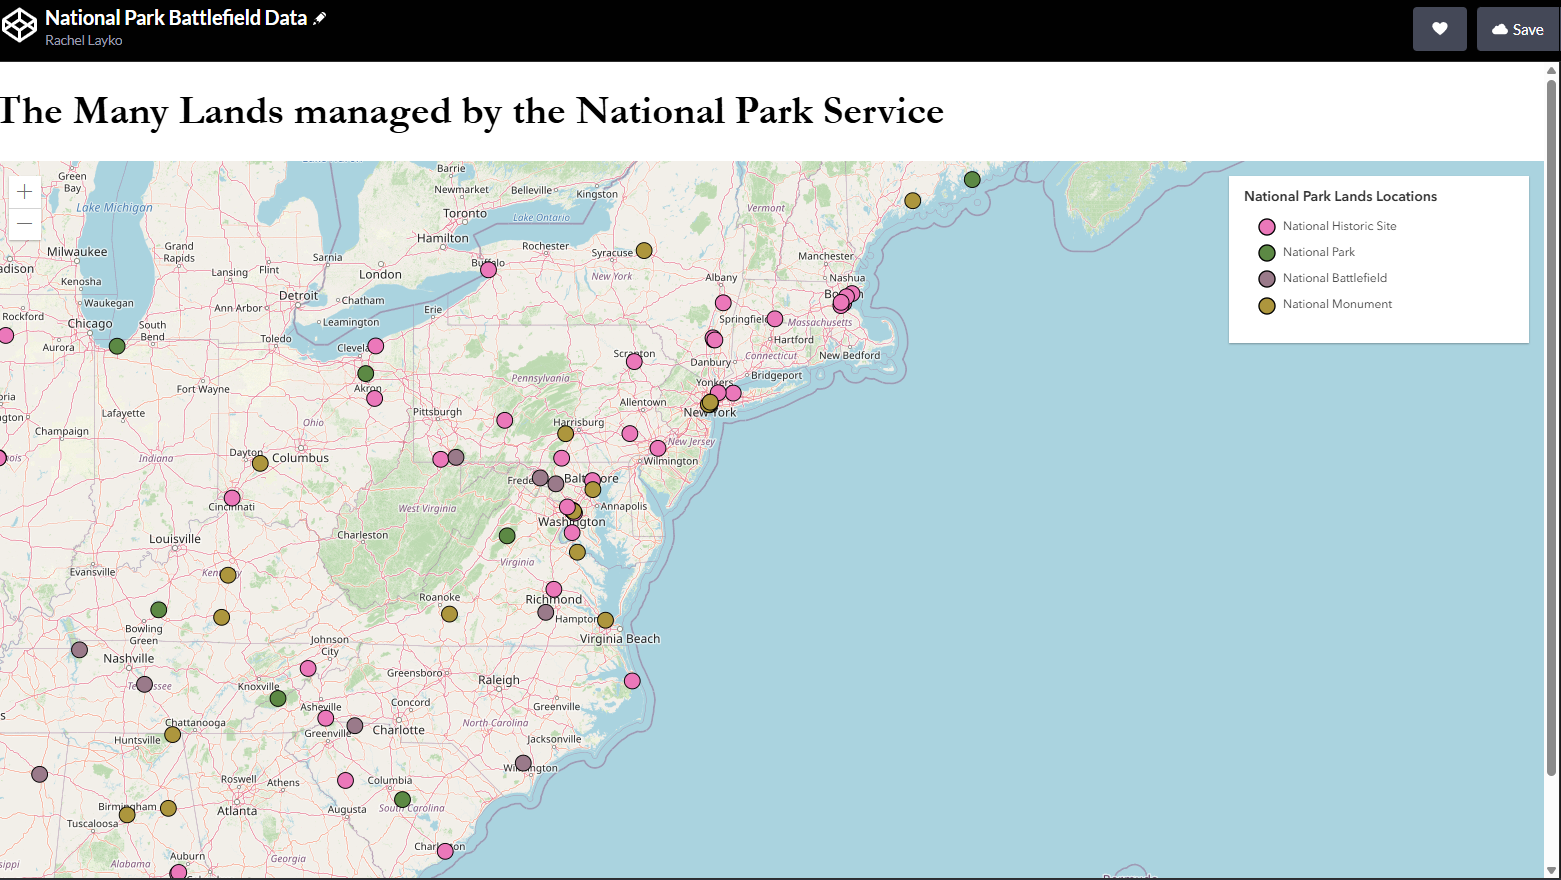 National Park Battlefield Data
Rachel Layko
Save
The Many Lands managed by the National Park Service
National Park Lands Locations
National Historic Site
National Park
National Battlefield
National Monument
Green
Bay
Lake Michigan
Barrie
Newmarket
Belleville
Kingston
Toronto
Lake Ontario
Vermont
Hamilton
Rochester
Syracuse
New York
Manchester
Milwaukee
Grand
Rapids
Sarnia
London
Buffalo
Albany
Nashua
adison
Lansing
Flint
Kenosha
Waukegan
Detroit
Chatham
Ann Arbor
Erie
Rockford
Chicago
South
Bend
Leamington
Springfield
Massachusetts
Aurora
Toledo
Hartford
Scranton
Danbury
Connecticut
New Bedford
Fort Wayne
Akron
Pennsylvania
Yonkers
Bridgeport
oria
Allentown
New York
ngton
Lafayette
Pittsburgh
Champaign
Ohio
Harrisburg
New Jersey
ois
Indiana
Dayton
Columbus
Wilmington
Frede
Baltimore
Cincinnati
West Virginia
Annapolis
Washington
Louisville
Charleston
Virginia
Evansville
Kentucky
Roanoke
Richmond
Hampton
Bowling
Green
Virginia Beach
Nashville
Johnson
City
Tennessee
Knoxville
Greensboro
Raleigh
Asheville
Concord
Greenville
Chattanooga
Greenville
Charlotte
North Carolina
Huntsville
Jacksonville
Wilmington
Roswell
Athens
Columbia
Birmingham
Atlanta
Augusta
South Carolina
Tuscaloosa
Charleston
Auburn
sippi
Alabama
Georgia